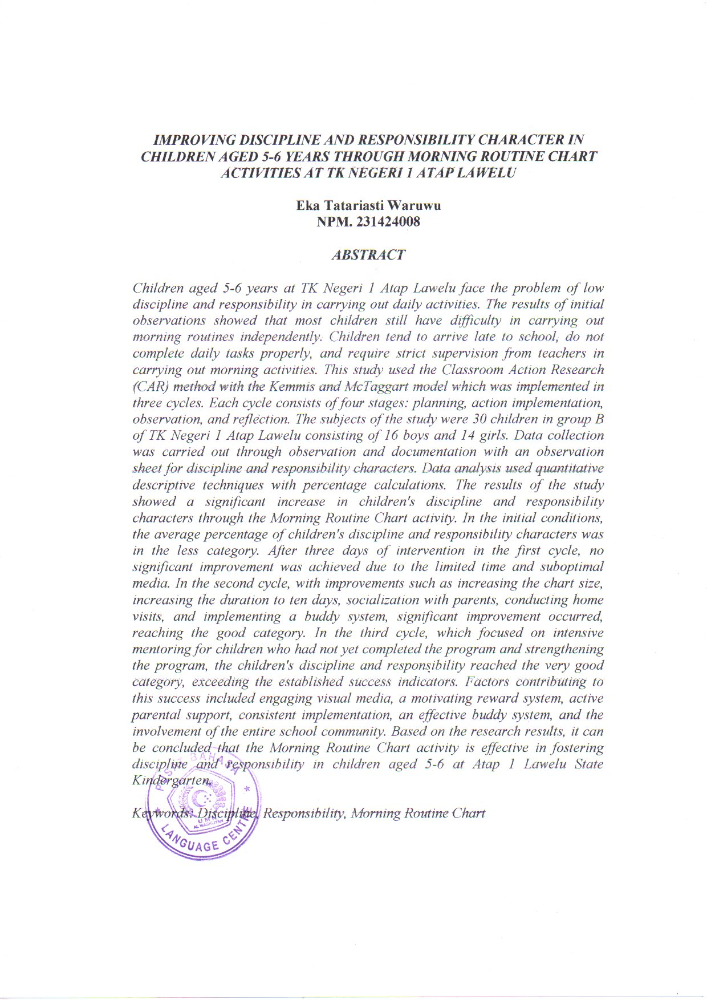 IMPROVING DISCIPLINE AND RESPONSIBILITY CHARACTER IN
CHILDREN AGED 5-6 YEARS THROUGH MORNING ROUTINE CHART
ACTIVITIES AT TK NEGERI 1 ATAP LAWELU
Eka Tatariasti Waruwu
NPM. 231424008
ABSTRACT
Children aged 5-6 years at TK Negeri 1 Atap Lawelu face the problem of low
discipline and responsibility in carrying out daily activities. The results of initial
observations showed that most children still have difficulty in carrying out
morning routines independently. Children tend to arrive late to school, do not
complete daily tasks properly, and require strict supervision from teachers in
carrying out morning activities. This study used the Classroom Action Research
(CAR) method with the Kemmis and McTaggart model which was implemented in
three cycles. Each cycle consists of four stages: planning, action implementation,
observation, and reflection. The subjects of the study were 30 children in group B
of TK Negeri 1 Atap Lawelu consisting of 16 boys and 14 girls. Data collection
was carried out through observation and documentation with an observation
sheet for discipline and responsibility characters. Data analysis used quantitative
descriptive techniques with percentage calculations. The results of the study
showed a significant increase in children's discipline and responsibility
characters through the Morning Routine Chart activity. In the initial conditions,
the average percentage of children's discipline and responsibility characters was
in the less category. After three days of intervention in the first cycle, no
significant improvement was achieved due to the limited time and suboptimal
media. In the second cycle, with improvements such as increasing the chart size,
increasing the duration to ten days, socialization with parents, conducting home
visits, and implementing a buddy system, significant improvement occurred,
reaching the good category. In the third cycle, which focused on intensive
mentoring for children who had not yet completed the program and strengthening
the program, the children's discipline and responsibility reached the very good
category, exceeding the established success indicators. Factors contributing to
this success included engaging visual media, a motivating reward system, active
parental support, consistent implementation, an effective buddy system, and the
involvement of the entire school community. Based on the research results, it can
be concluded that the Morning Routine Chart activity is effective in fostering
discipline and responsibility in children aged 5-6 at Atap 1 Lawelu State
Kindergarten.
Keywords: Discipline, Responsibility, Morning Routine Chart
PUSAT BAHASA
UMN
AL WASHLIYAH
LANGUAGE CENTRE